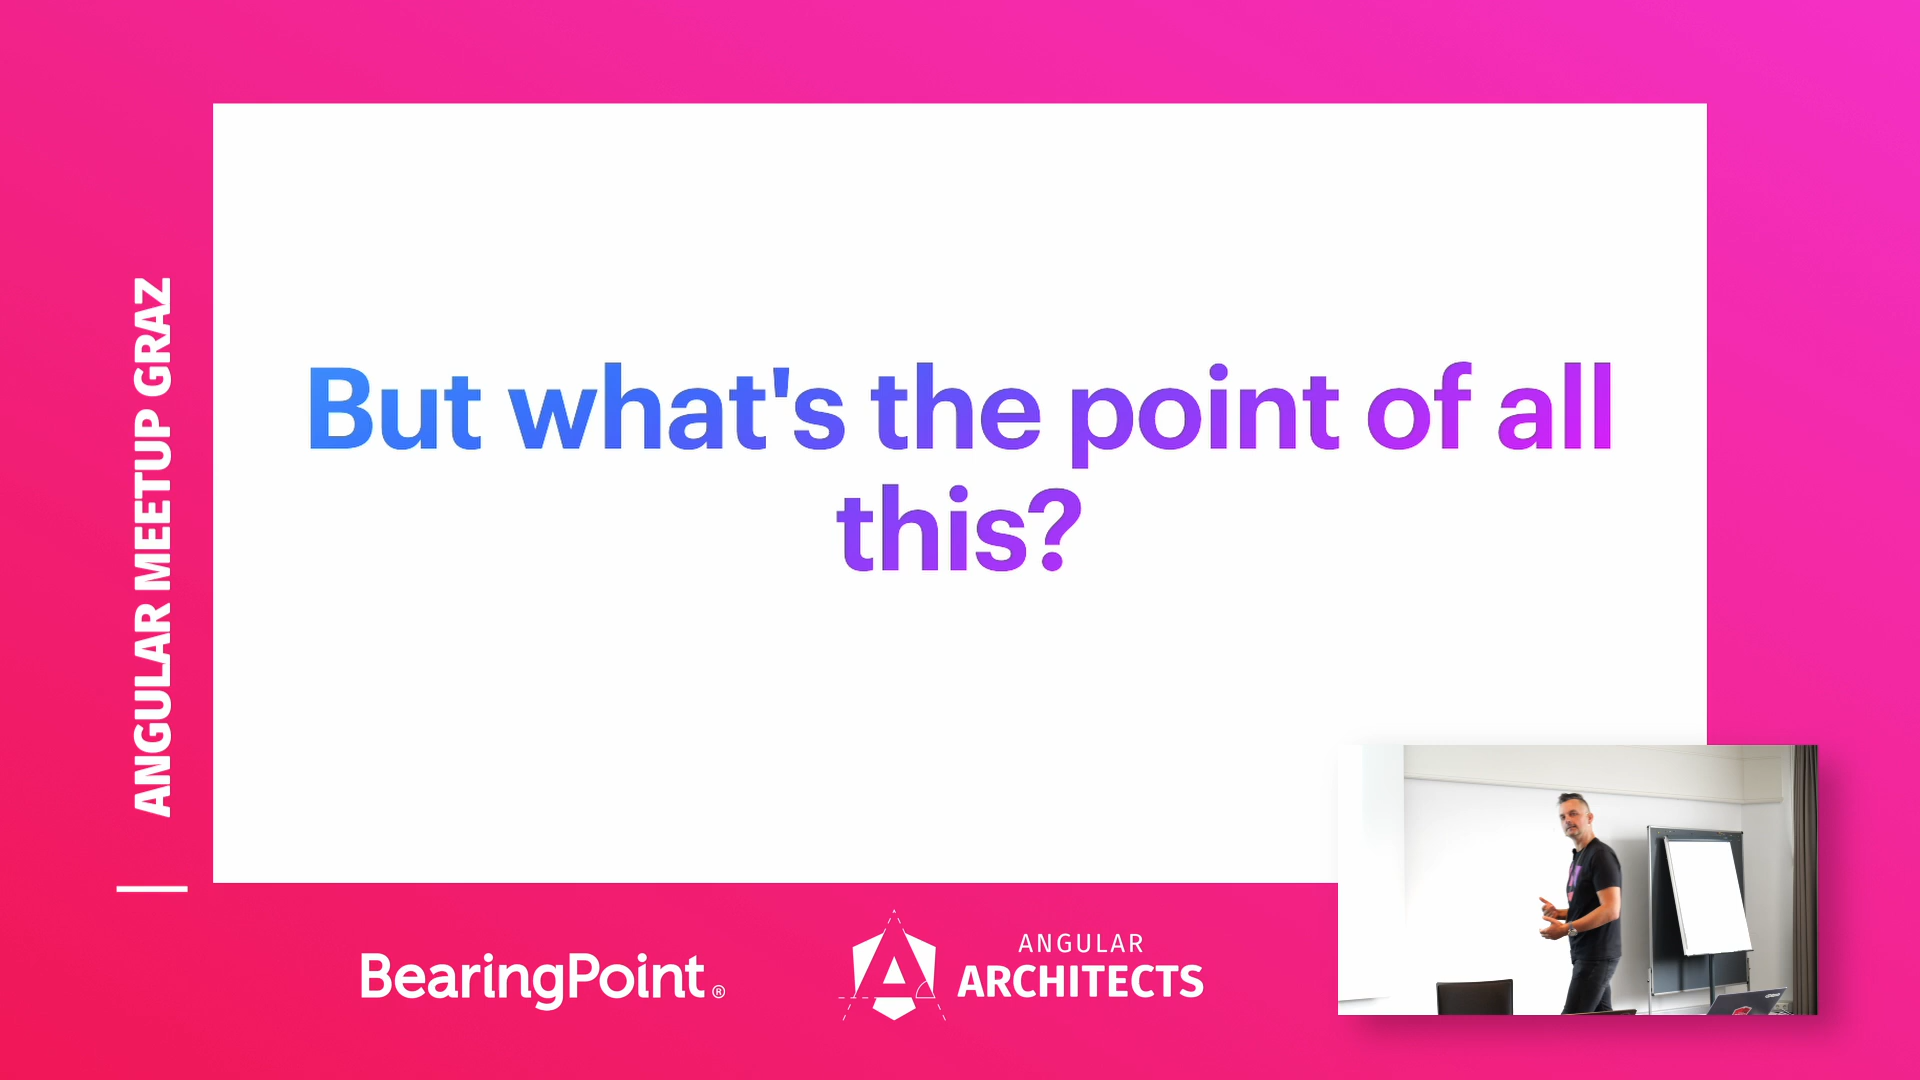 ANGULAR MEETUP GRAZ
But what's the point of all
this?
BearingPoint®
ANGULAR
ARCHITECTS